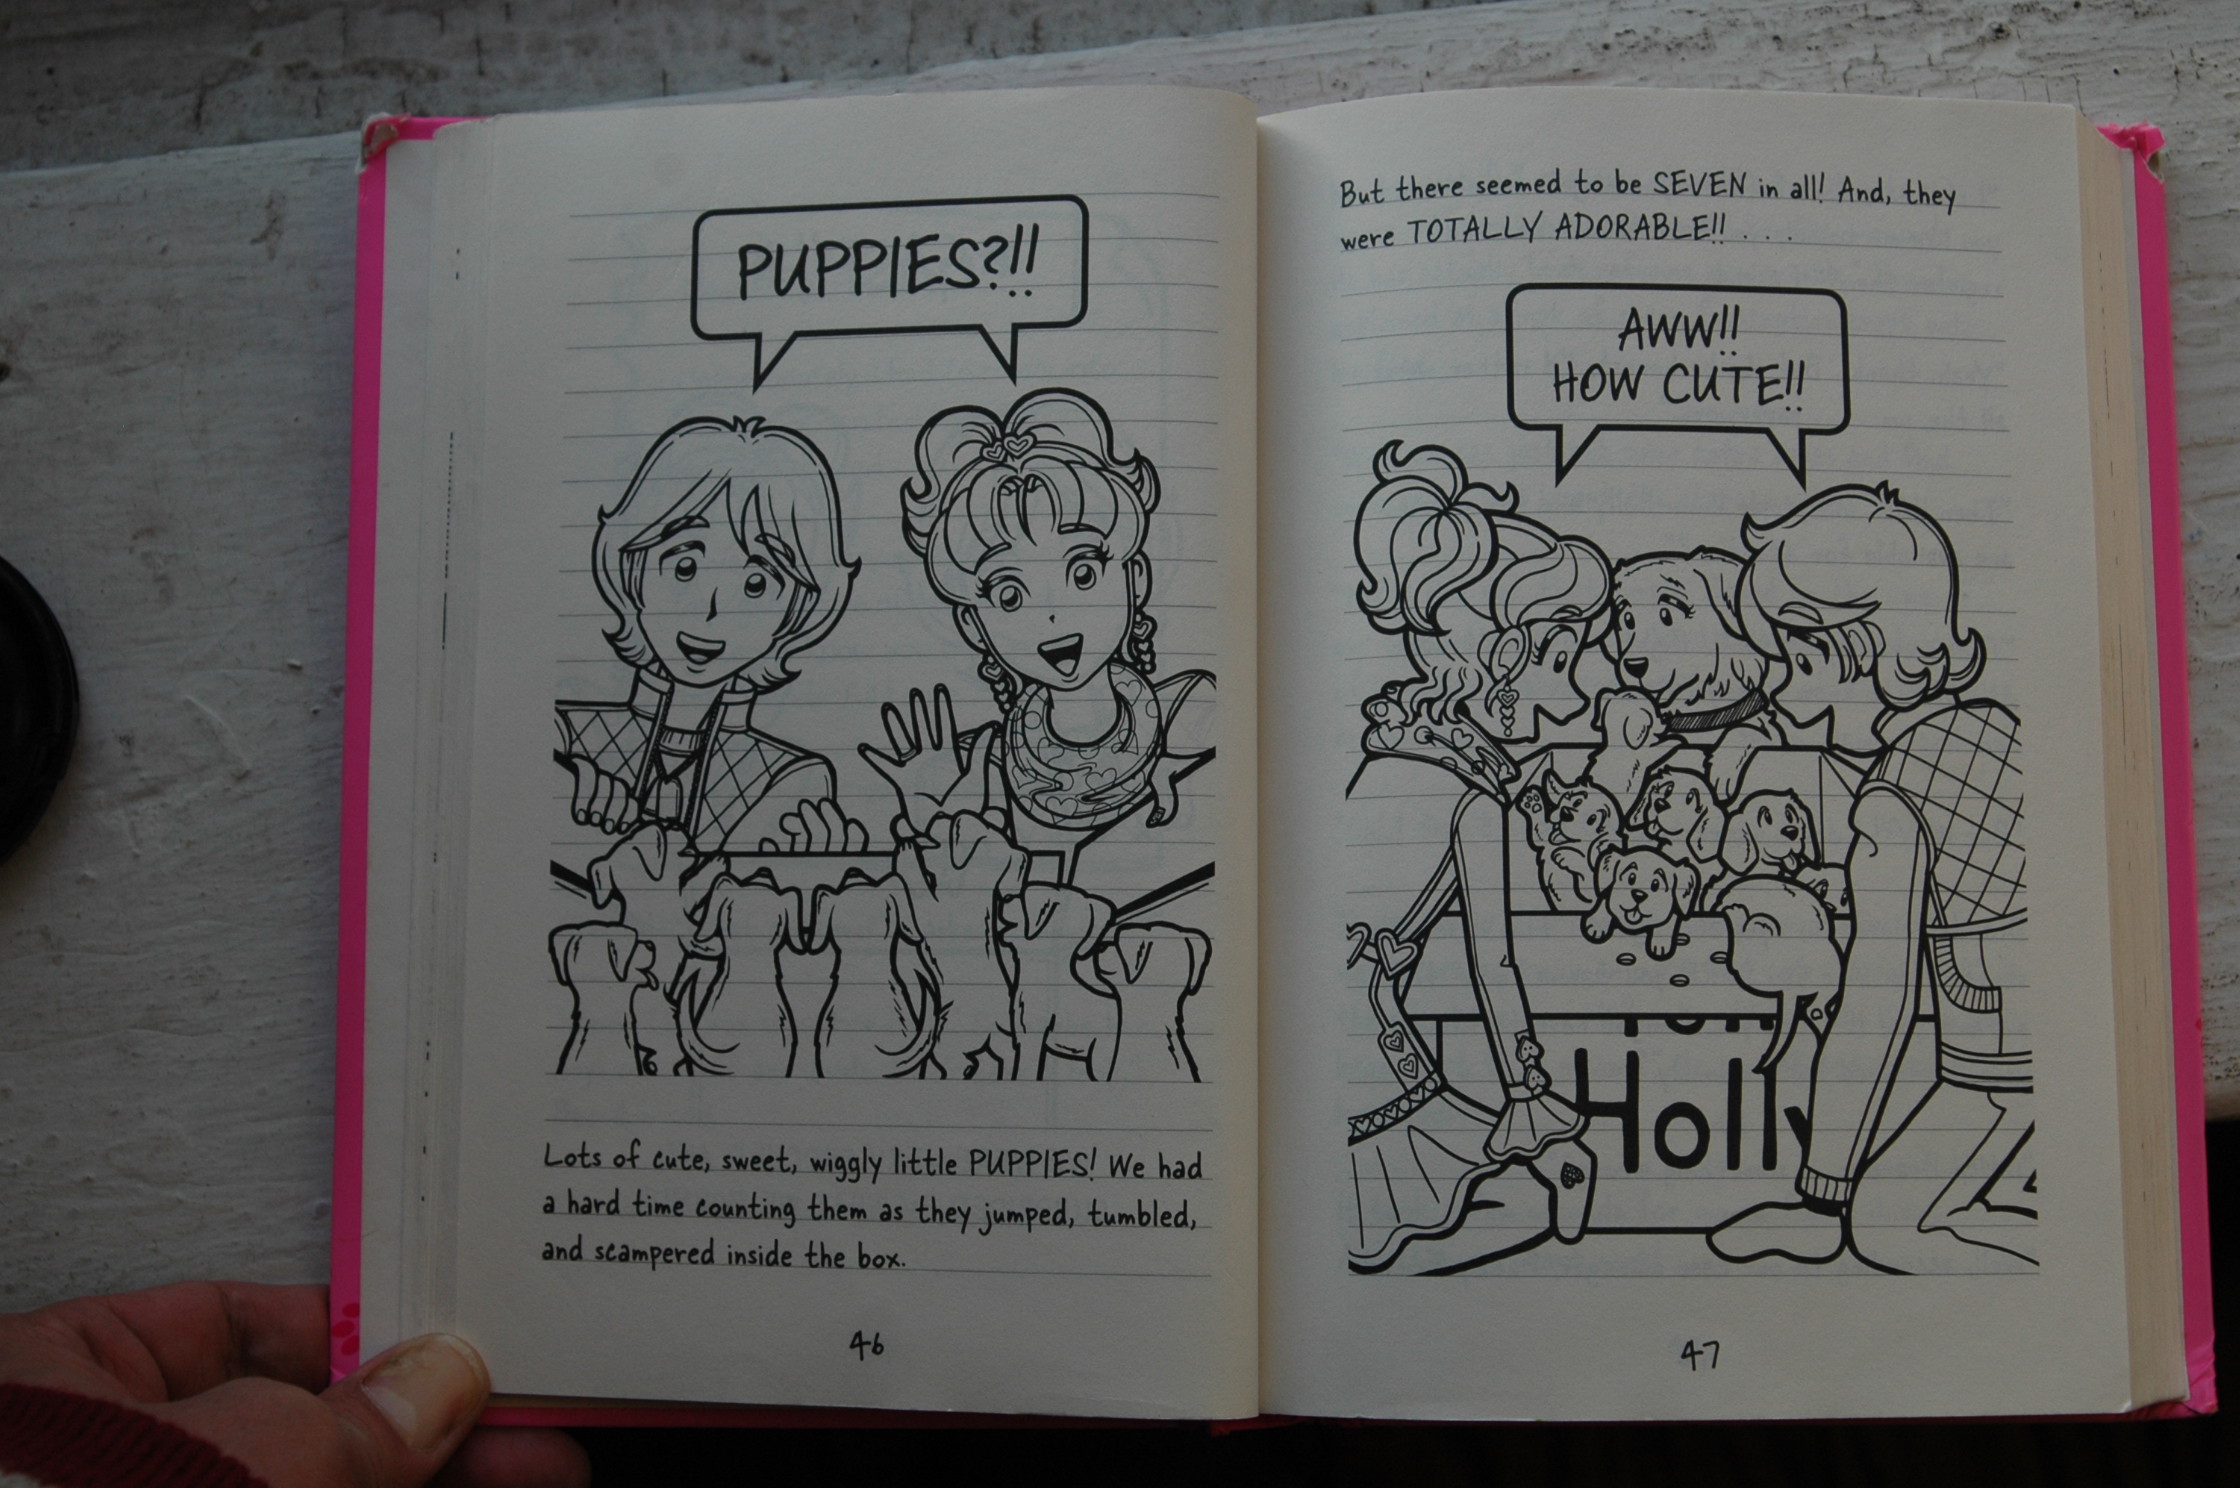 PUPPIES?!!
Lots of cute, sweet, wiggly little PUPPIES! We had
a hard time counting them as they jumped, tumbled,
and scampered inside the box.
46
But there seemed to be SEVEN in all! And, they
were TOTALLY ADORABLE!! . . .
AWW!!
HOW CUTE!!
Holly
47